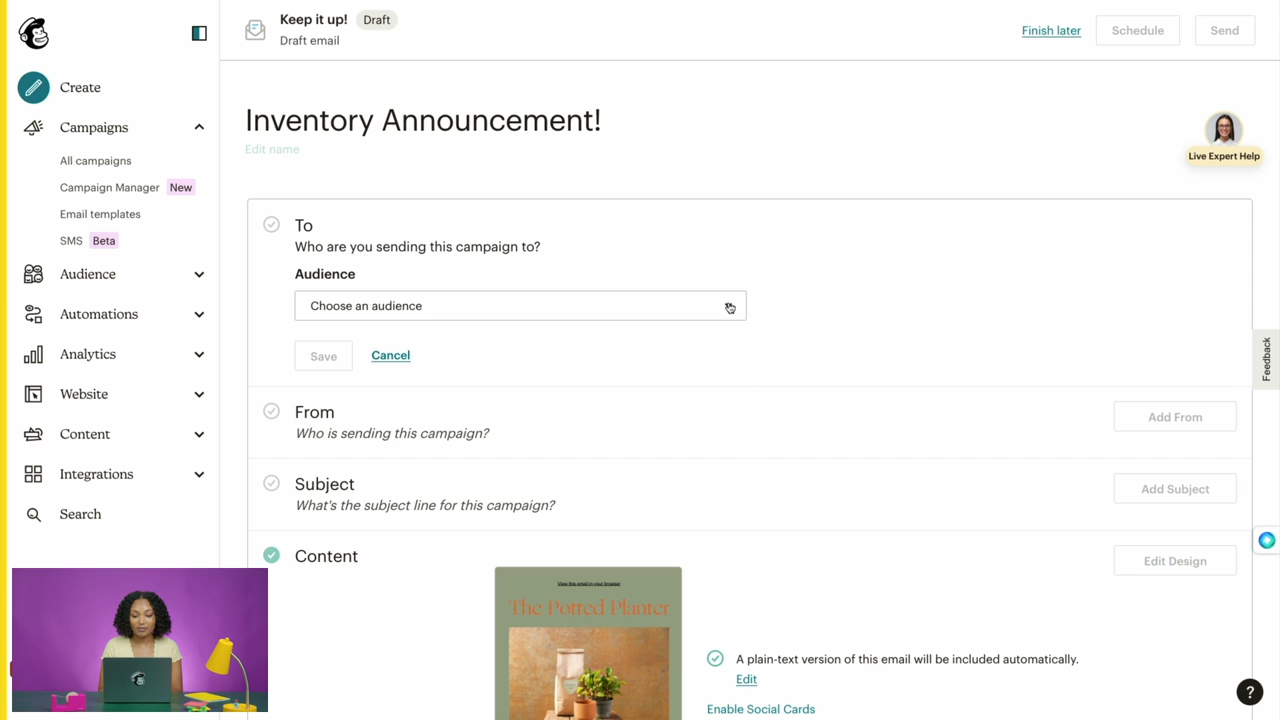 Keep it up! Draft
Draft email
Finish later
Schedule
Send
Create
Campaigns
All campaigns
Campaign Manager New
Email templates
SMS Beta
Audience
Automations
Analytics
Website
Content
Integrations
Search
Inventory Announcement!
Edit name
Live Expert Help
To
Who are you sending this campaign to?
Audience
Choose an audience
Save
Cancel
From
Who is sending this campaign?
Add From
Subject
What's the subject line for this campaign?
Add Subject
Content
Edit Design
View this email in your browser
The Potted Planter
A plain-text version of this email will be included automatically.
Edit
Enable Social Cards
Feedback
?